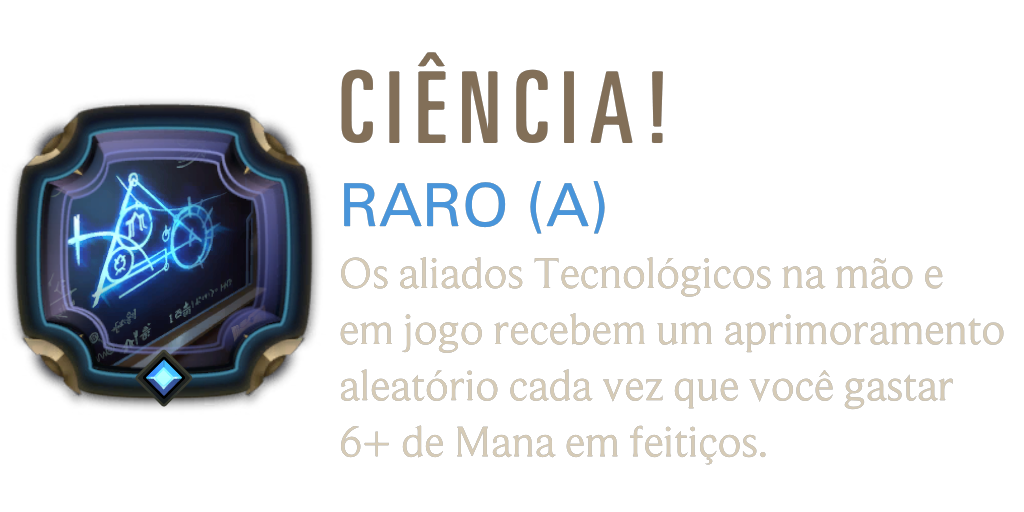 CIÊNCIA!
RARO (A)
Os aliados Tecnológicos na mão e
em jogo recebem um aprimoramento
aleatório cada vez que você gastar
6+ de Mana em feitiços.